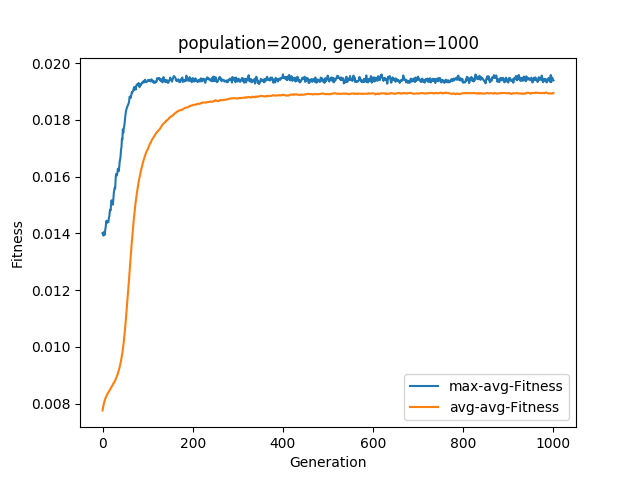 population=2000, generation=1000
0.020
0.018
0.016
0.014
0.012
0.010
0.008
Fitness
max-avg-Fitness
avg-avg-Fitness
0 200 400 600 800 1000
Generation